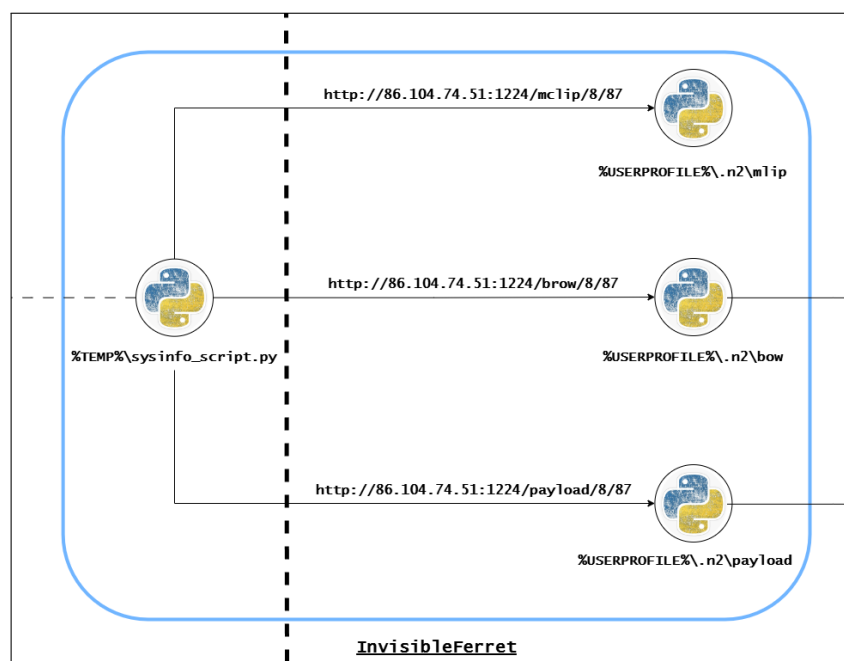 http://86.104.74.51:1224/mclip/8/87
%USERPROFILE%\.n2\mlip
http://86.104.74.51:1224/brow/8/87
%TEMP%\sysinfo_script.py
%USERPROFILE%\.n2\bow
http://86.104.74.51:1224/payload/8/87
%USERPROFILE%\.n2\payload
InvisibleFerret